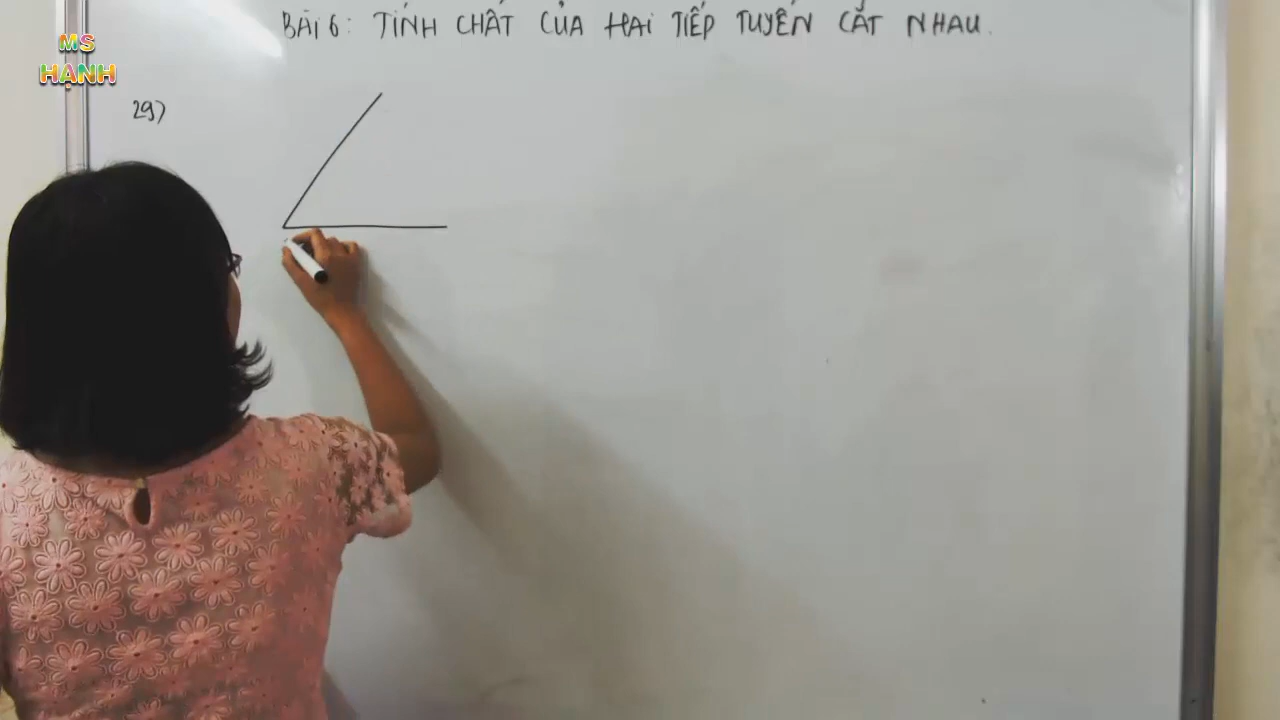 BÀI 6: TÍNH CHẤT CỦA HAI TIẾP TUYẾN CẮT NHAU.
MS
HẠNH
29)